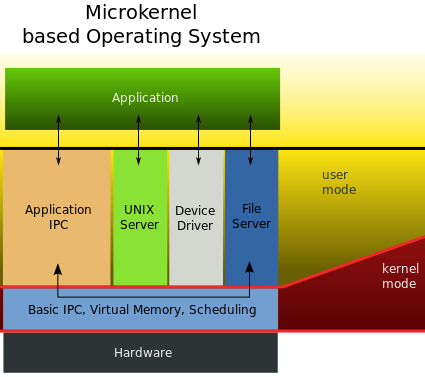 Microkernel
based Operating System
Application
user
mode
Application
IPC
UNIX
Server
Device
Driver
File
Server
kernel
mode
Basic IPC, Virtual Memory, Scheduling
Hardware